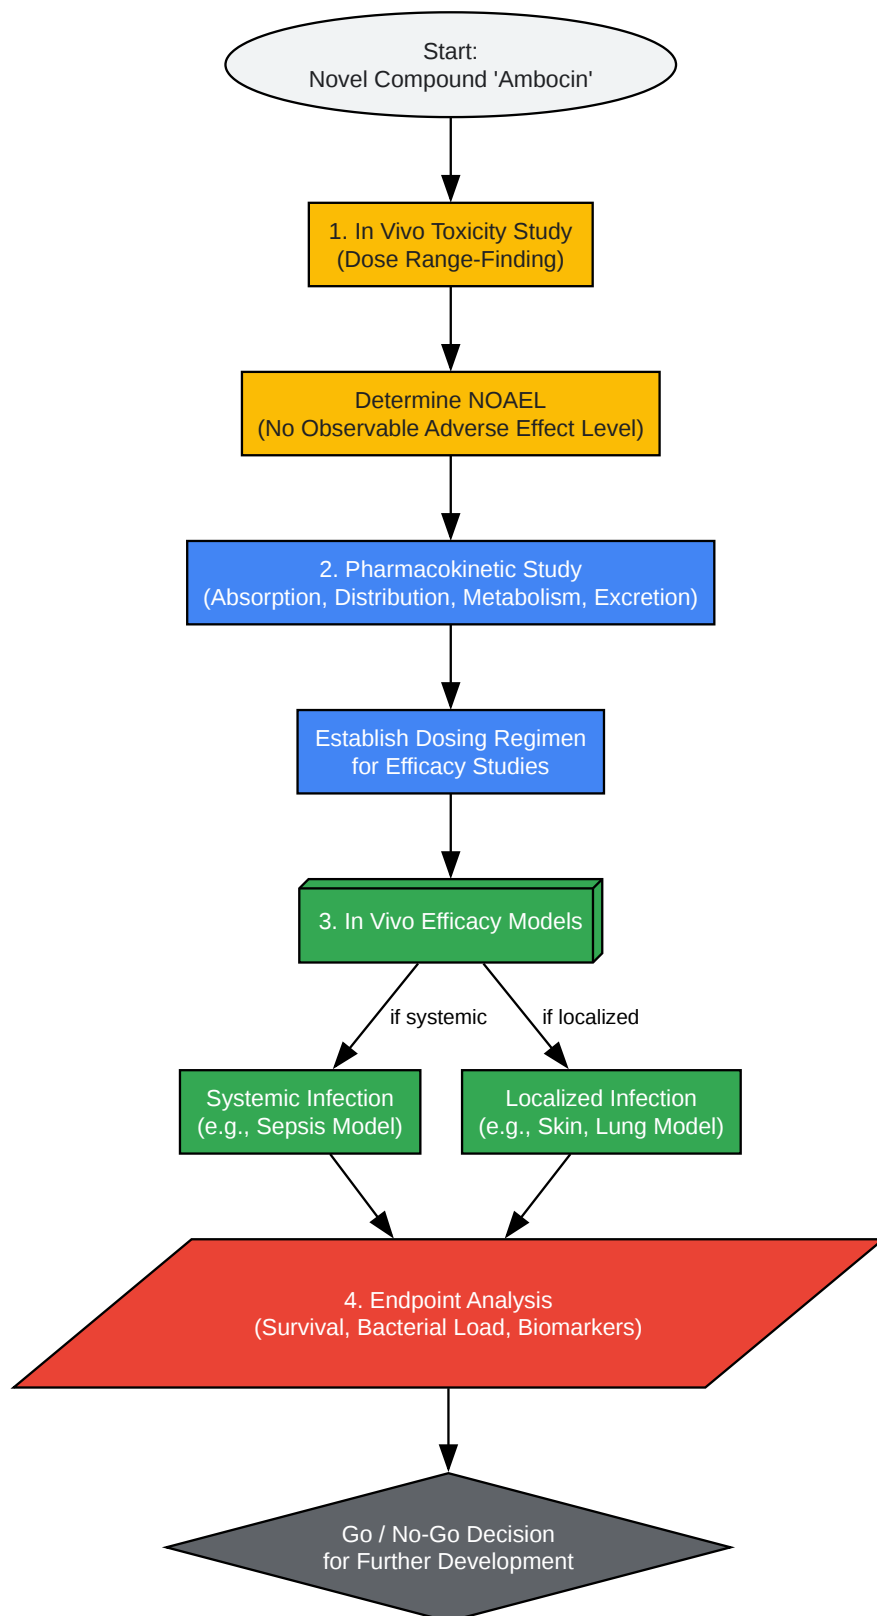 Start:
Novel Compound 'Ambocin'
1. In Vivo Toxicity Study
(Dose Range-Finding)
Determine NOAEL
(No Observable Adverse Effect Level)
2. Pharmacokinetic Study
(Absorption, Distribution, Metabolism, Excretion)
Establish Dosing Regimen
for Efficacy Studies
3. In Vivo Efficacy Models
if systemic
if localized
Systemic Infection
(e.g., Sepsis Model)
Localized Infection
(e.g., Skin, Lung Model)
4. Endpoint Analysis
(Survival, Bacterial Load, Biomarkers)
Go / No-Go Decision
for Further Development